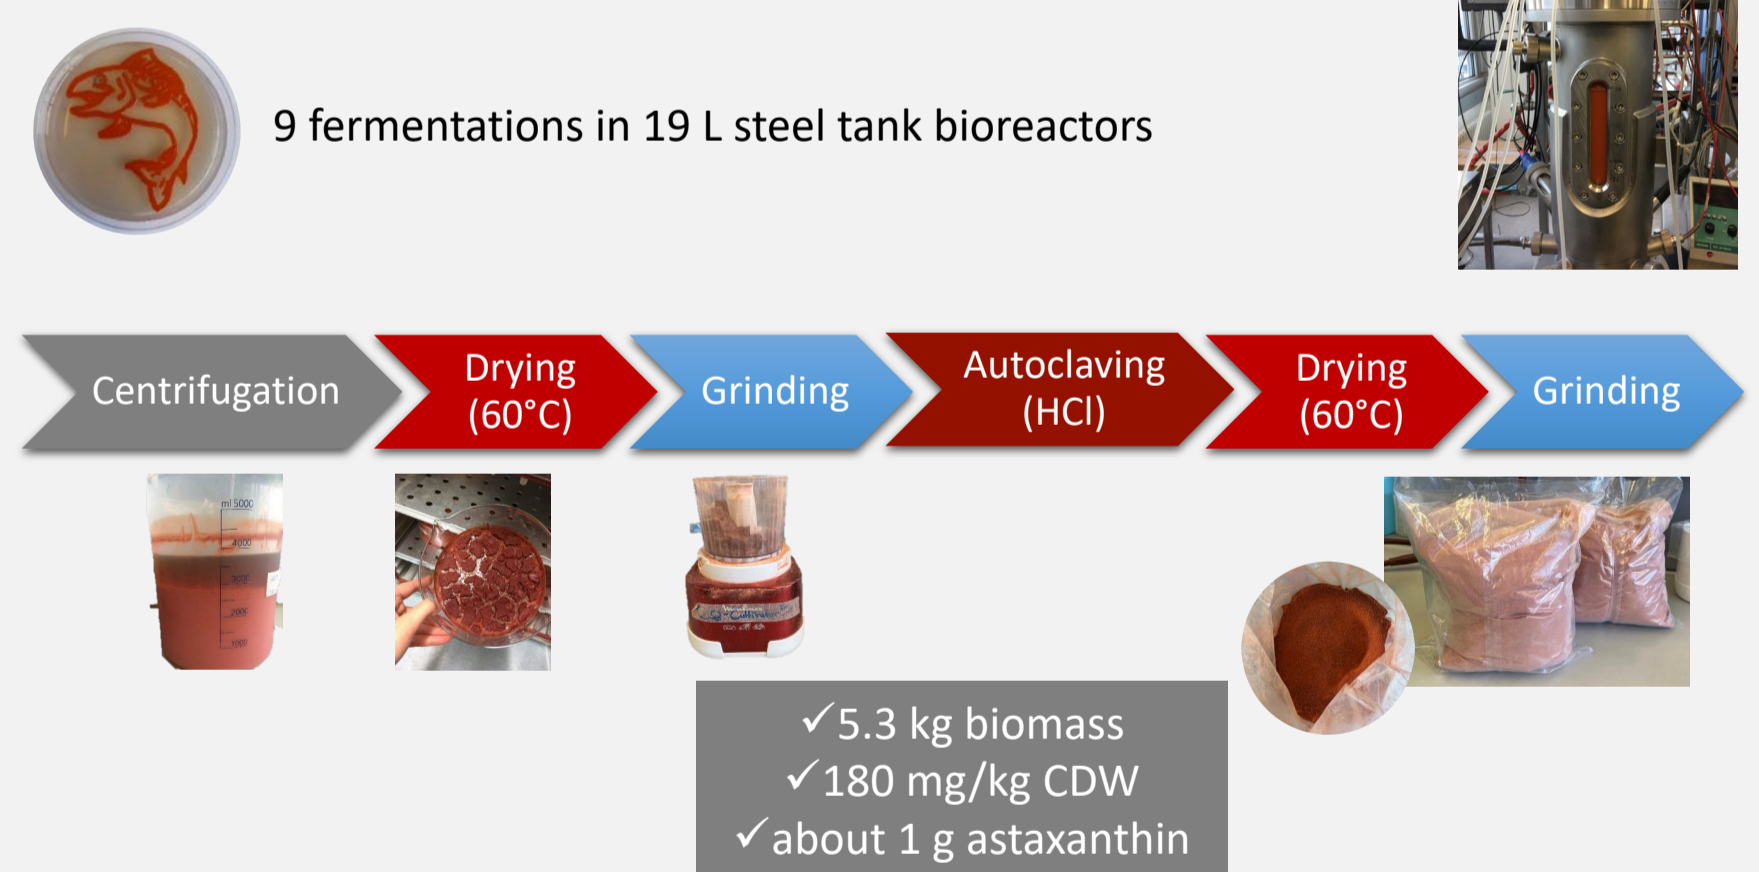 9 fermentations in 19 L steel tank bioreactors
Centrifugation
Drying
(60°C)
Grinding
Autoclaving
(HCl)
Drying
(60°C)
Grinding
ml 5000
4000
3000
2000
1000
✓5.3 kg biomass
✓180 mg/kg CDW
✓about 1 g astaxanthin